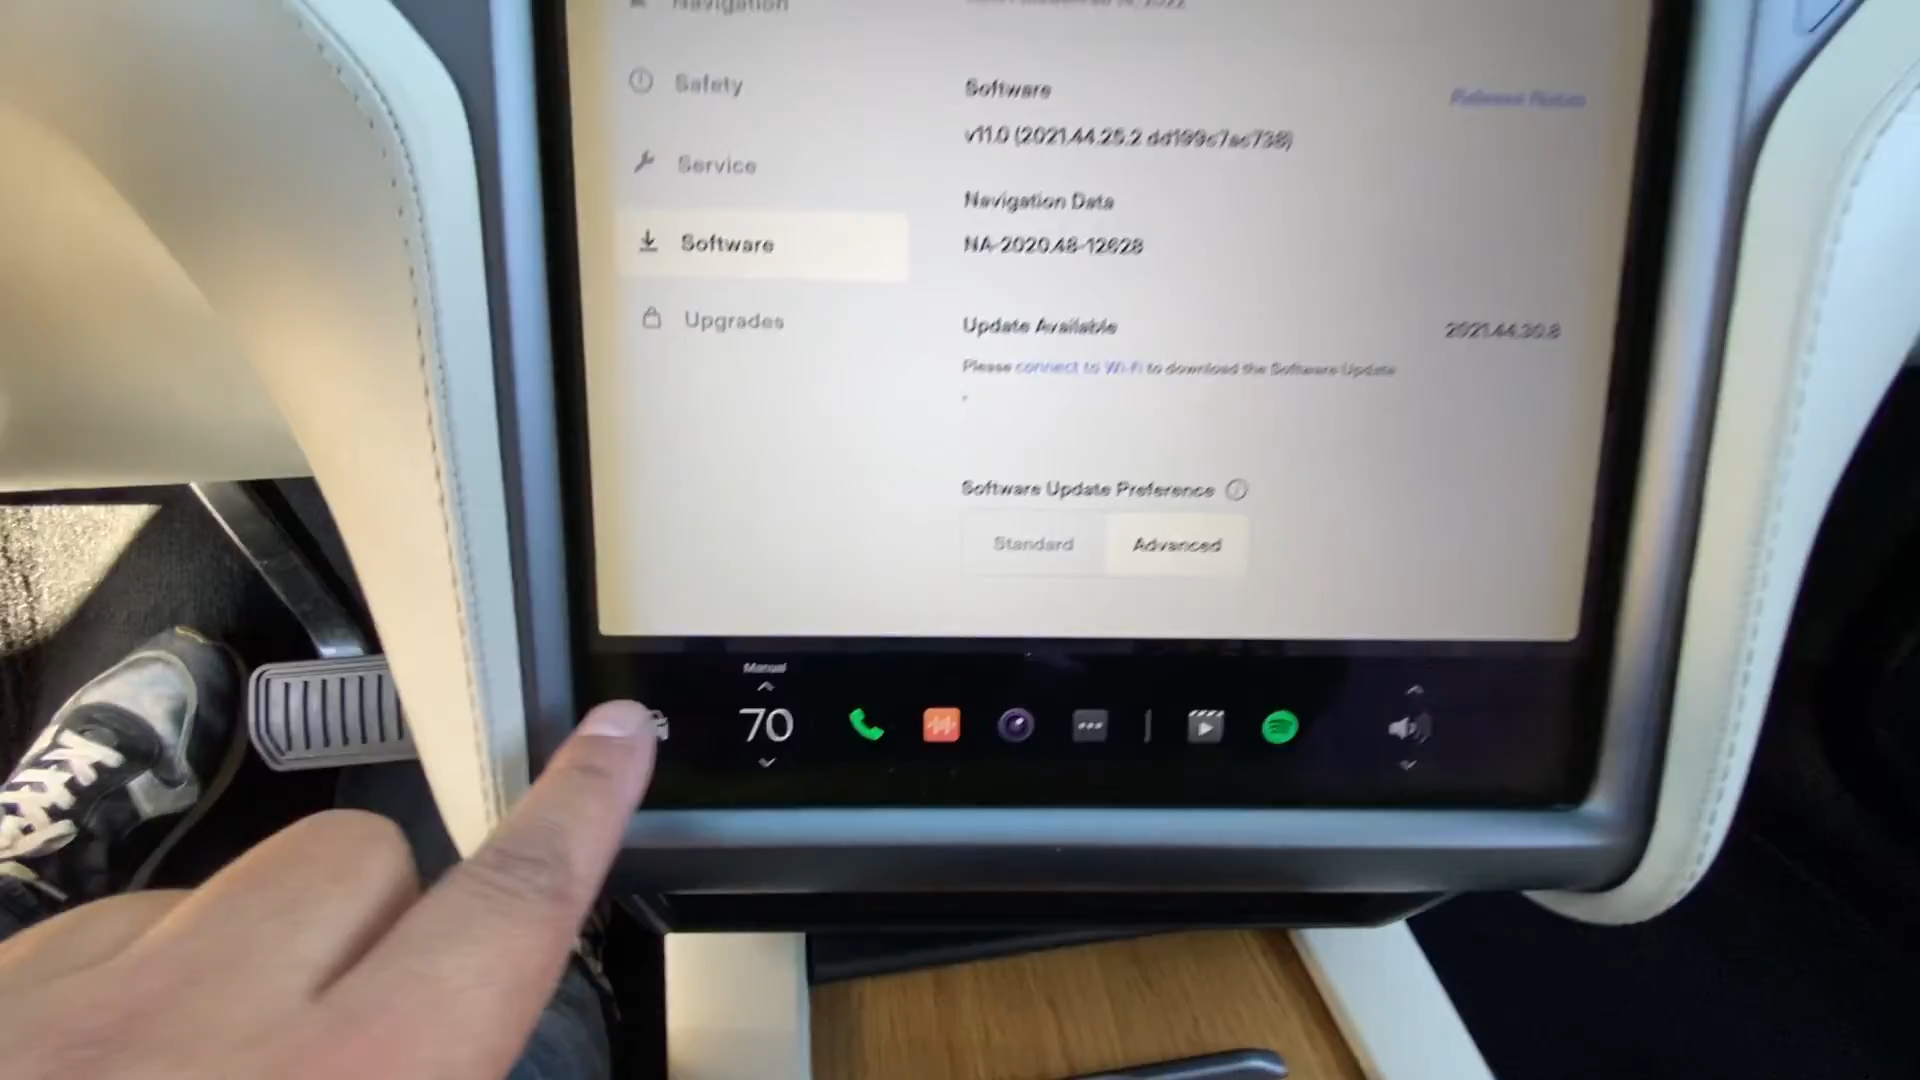 Navigation
Safety
Service
Software
Upgrades
Software
Release Notes
v11.0 (2021.44.25.2 dd199c7ac738)
Navigation Data
NA-2020.48-12628
Update Available
2021.44.30.8
Please connect to Wi-Fi to download the Software Update
.
Software Update Preference
Standard
Advanced
Manual
70